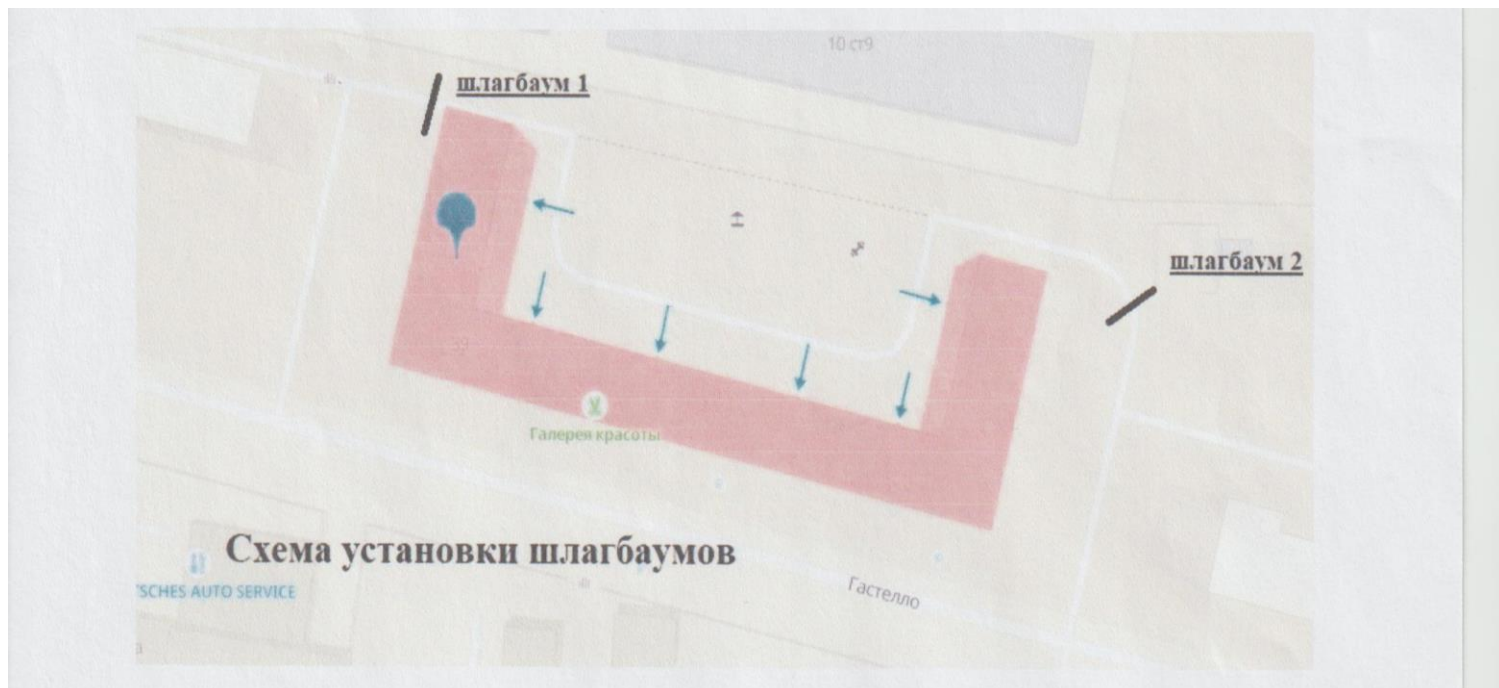 10 ст9
шлагбаум 1
шлагбаум 2
39
Галерея красоты
Схема установки шлагбаумов
TSCHES AUTO SERVICE
Гастелло